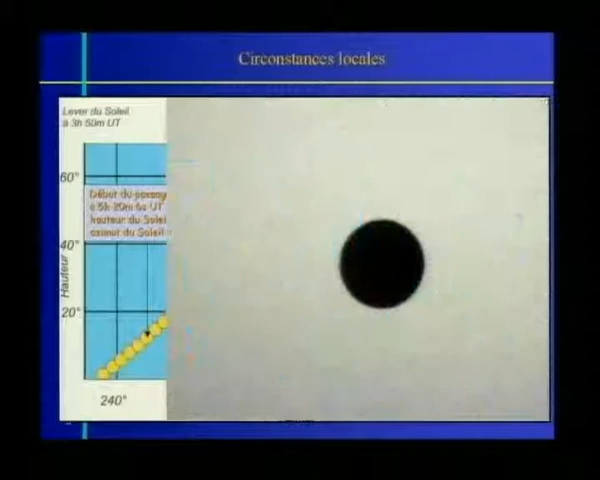 Circonstances locales
Lever du Soleil
à 3h 50m UT
60°
Début du passag
à 5h 20m 6s UT
hauteur du Solei
azimut du Soleil
40°
Hauteur
20°
240°